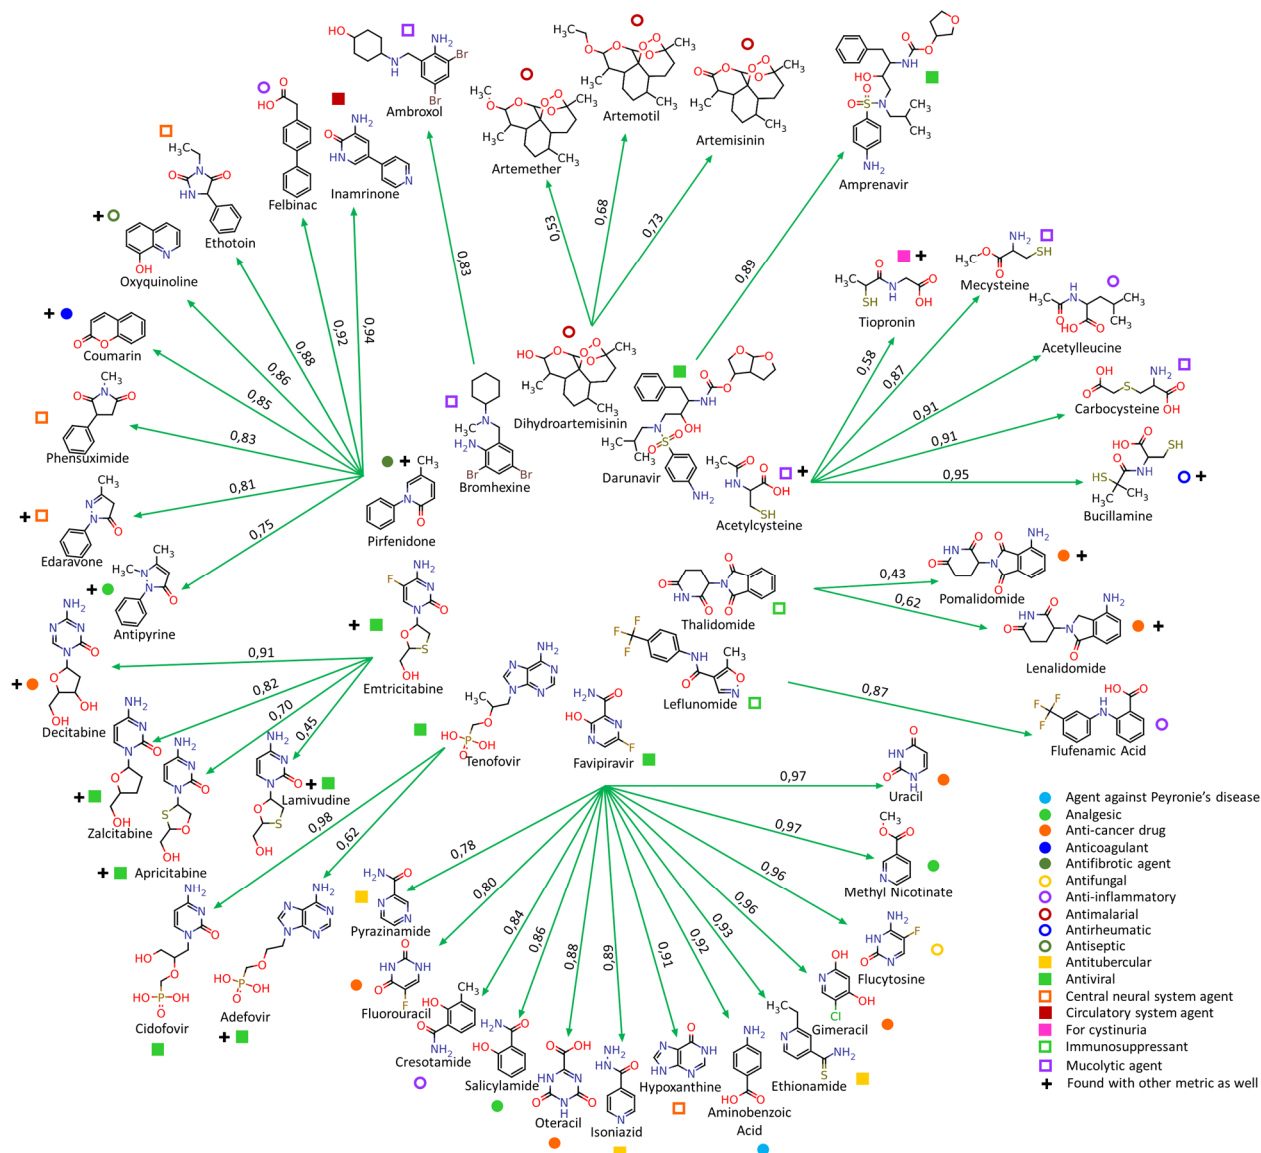 Ambroxol
Artemether
Artemotil
Artemisinin
Amprenavir
Felbinac
Inamrinone
Ethotoin
Oxyquinoline
Coumarin
Phensuximide
Edaravone
Antipyrine
Pirfenidone
Bromhexine
Dihydroartemisinin
Darunavir
Acetylcysteine
Tiopronin
Mecysteine
Acetylleucine
Carbocysteine
Bucillamine
0,53
0,68
0,73
0,89
0,83
0,94
0,92
0,88
0,86
0,85
0,83
0,81
0,75
0,58
0,87
0,91
0,91
0,95
Thalidomide
Pomalidomide
Lenalidomide
0,43
0,62
Leflunomide
Flufenamic Acid
0,87
Emtricitabine
Decitabine
Zalcitabine
Apricitabine
Lamivudine
0,91
0,82
0,70
0,45
Tenofovir
Cidofovir
Adefovir
0,98
0,62
Favipiravir
Uracil
Methyl Nicotinate
Flucytosine
Gimeracil
Ethionamide
Aminobenzoic
Acid
Hypoxanthine
Isoniazid
Oteracil
Salicylamide
Cresotamide
Fluorouracil
Pyrazinamide
0,97
0,97
0,96
0,96
0,93
0,92
0,91
0,89
0,88
0,86
0,84
0,80
0,78
Agent against Peyronie's disease
Analgesic
Anti-cancer drug
Anticoagulant
Antifibrotic agent
Antifungal
Anti-inflammatory
Antimalarial
Antirheumatic
Antiseptic
Antitubercular
Antiviral
Central neural system agent
Circulatory system agent
For cystinuria
Immunosuppressant
Mucolytic agent
Found with other metric as well